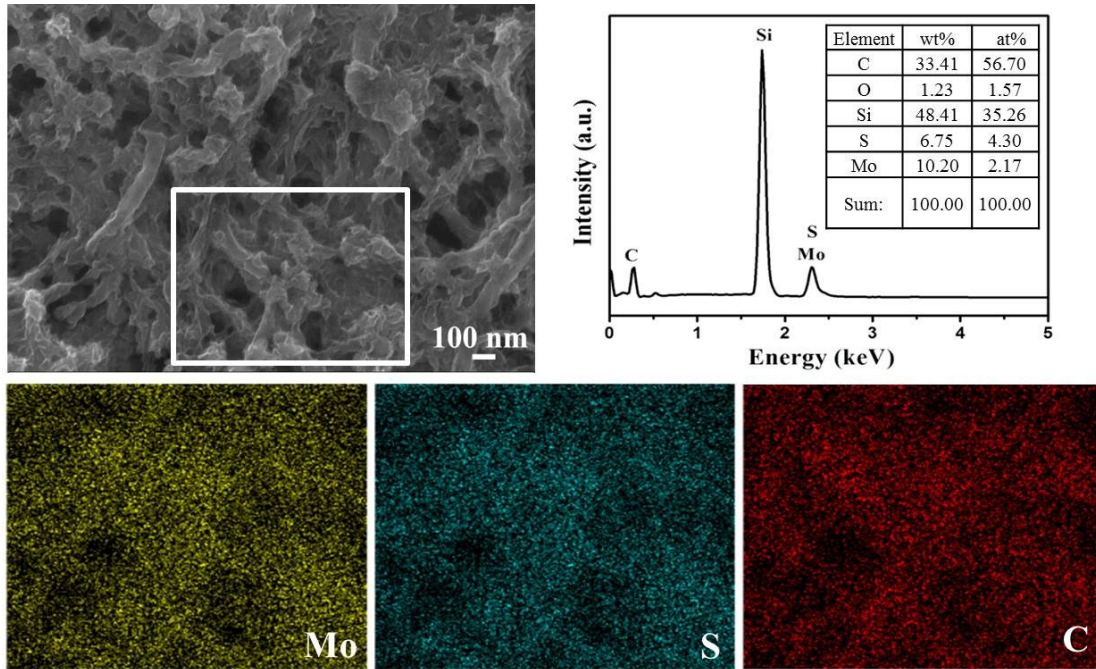 100 nm
Si
C
S
Mo
Intensity (a.u.)
0 1 2 3 4 5
Energy (keV)
Element wt% at%
C 33.41 56.70
O 1.23 1.57
Si 48.41 35.26
S 6.75 4.30
Mo 10.20 2.17
Sum: 100.00 100.00
Mo
S
C